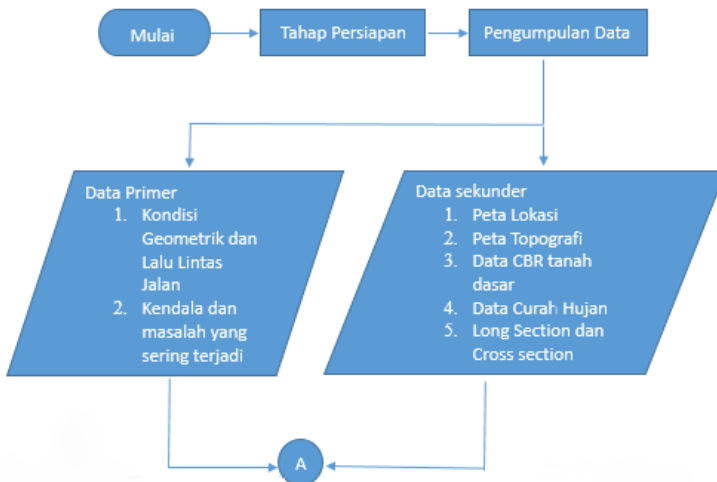 Mulai
Tahap Persiapan
Pengumpulan Data
Data Primer
1. Kondisi
Geometrik dan
Lalu Lintas
Jalan
2. Kendala dan
masalah yang
sering terjadi
Data sekunder
1. Peta Lokasi
2. Peta Topografi
3. Data CBR tanah
dasar
4. Data Curah Hujan
5. Long Section dan
Cross section
A